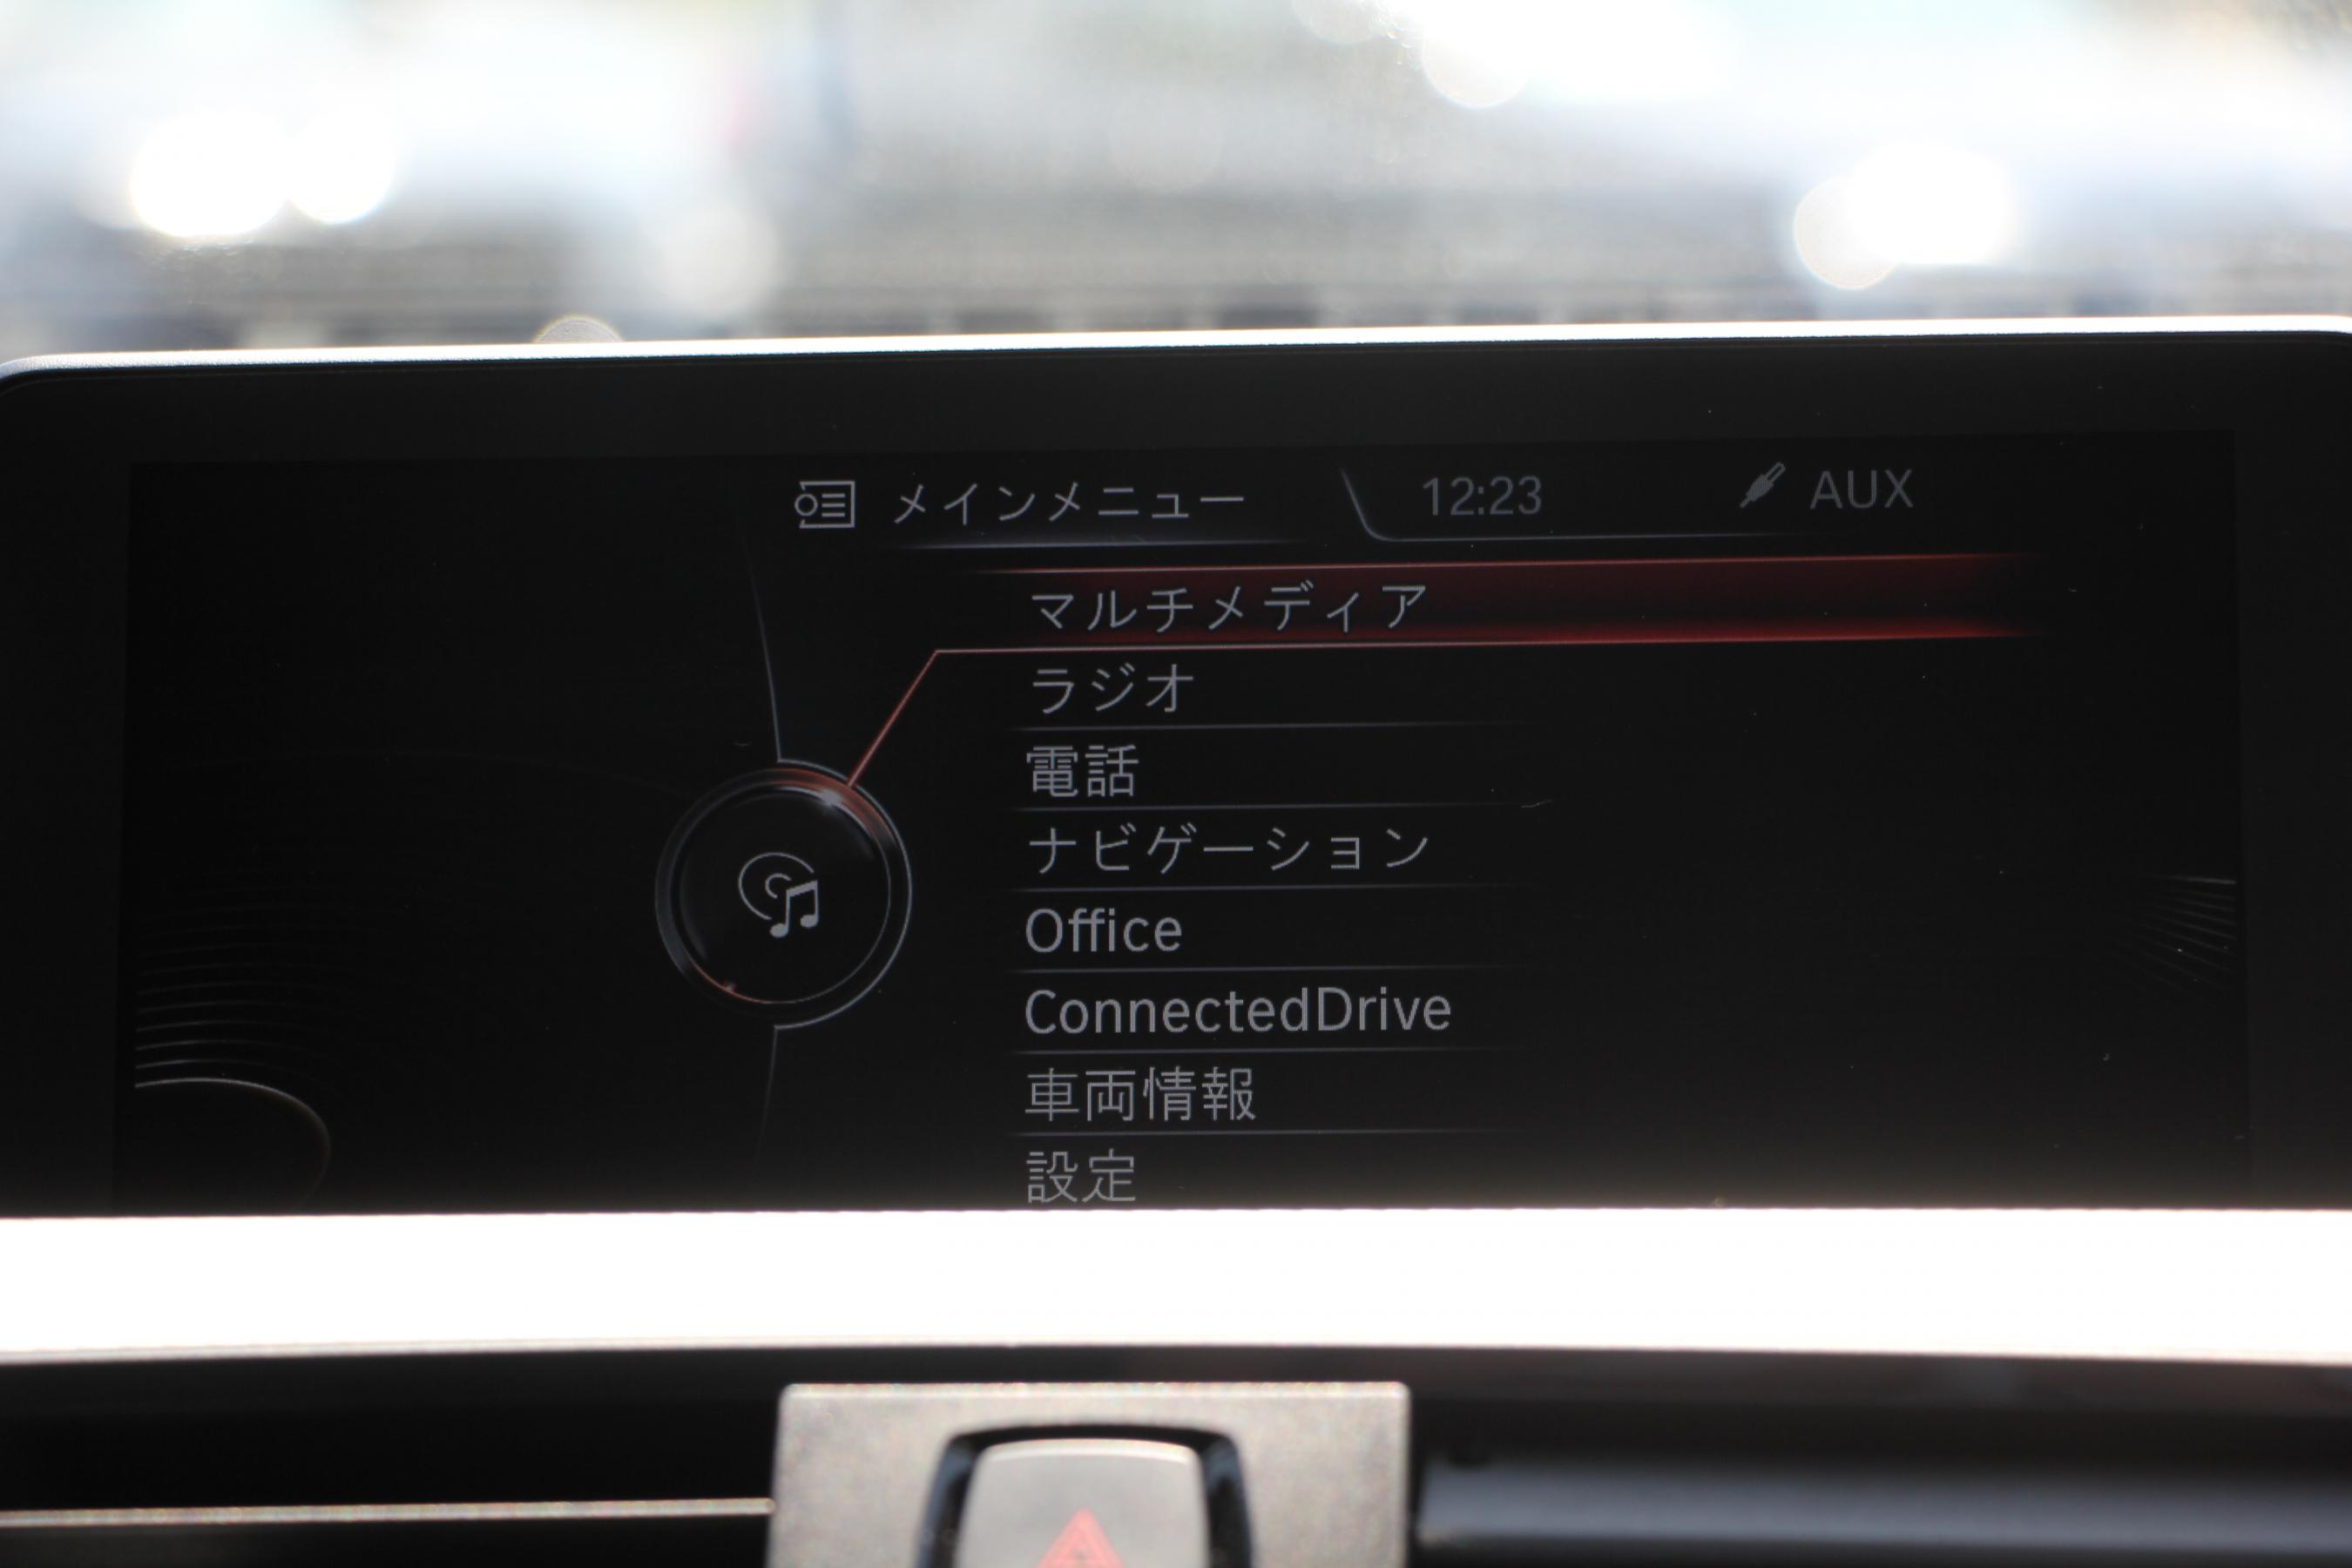 メインメニュー 12:23 AUX
マルチメディア
ラジオ
電話
ナビゲーション
Office
ConnectedDrive
車両情報
設定